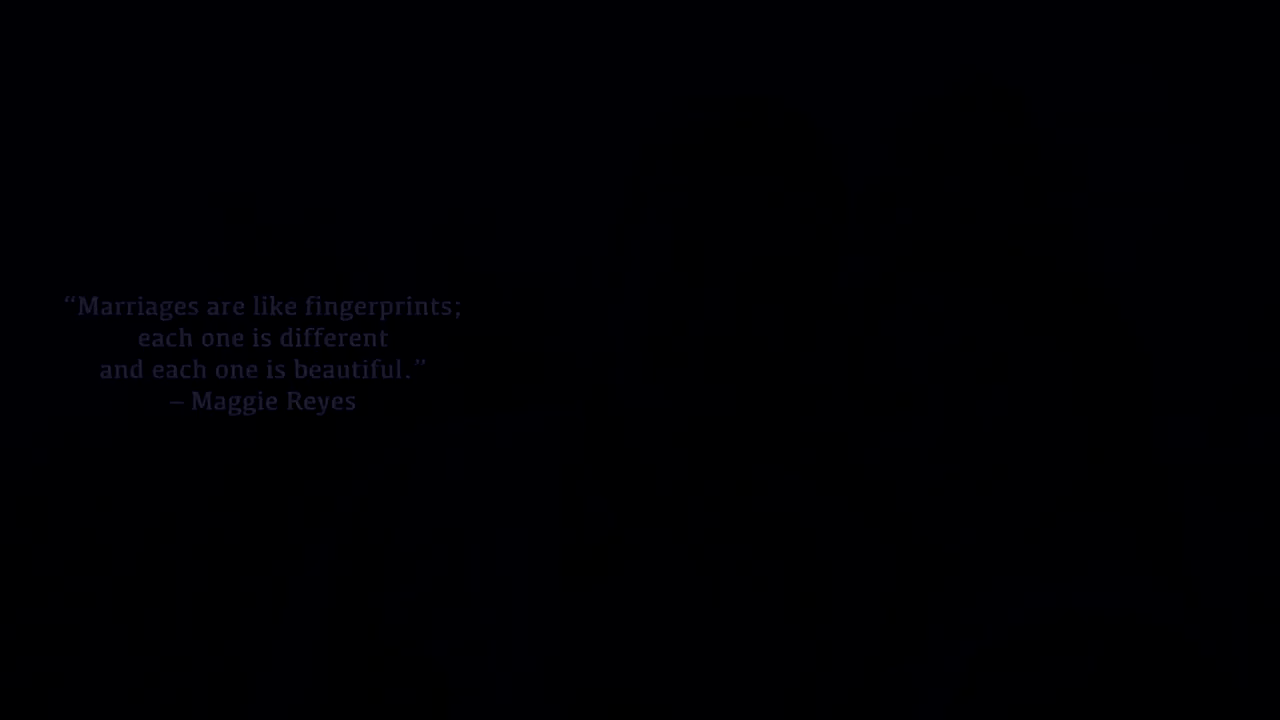 “Marriages are like fingerprints;
each one is different
and each one is beautiful.”
– Maggie Reyes